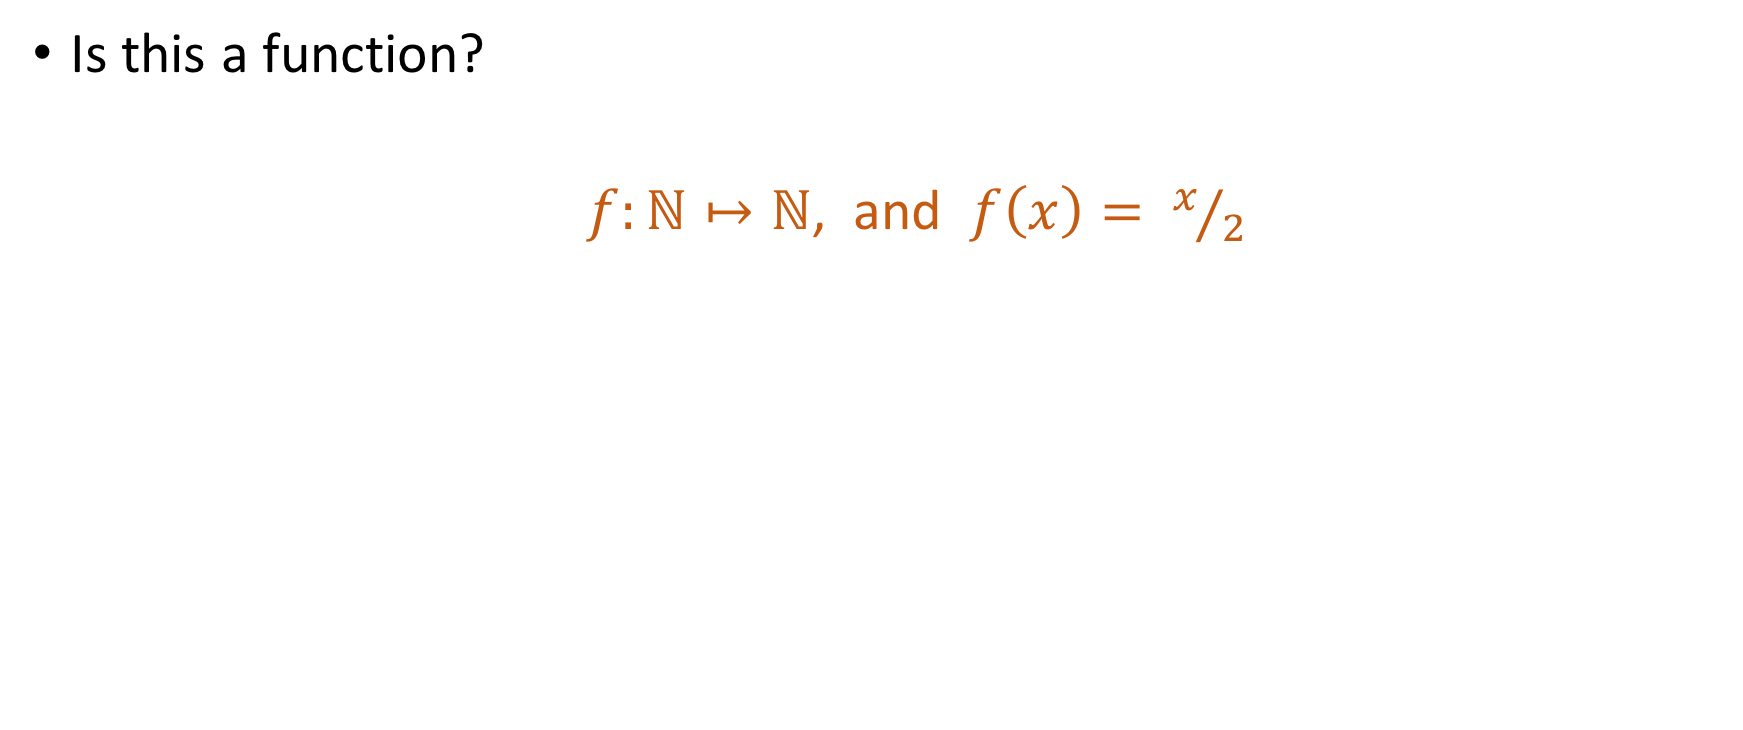 • Is this a function?
f: ℕ ↦ ℕ, and f(x) = x/2